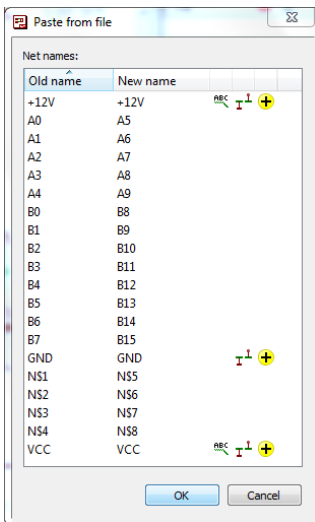 Paste from file
Net names:
Old name New name
+12V +12V ABC
A0 A5
A1 A6
A2 A7
A3 A8
A4 A9
B0 B8
B1 B9
B2 B10
B3 B11
B4 B12
B5 B13
B6 B14
B7 B15
GND GND
N$1 N$5
N$2 N$6
N$3 N$7
N$4 N$8
VCC VCC ABC
OK Cancel